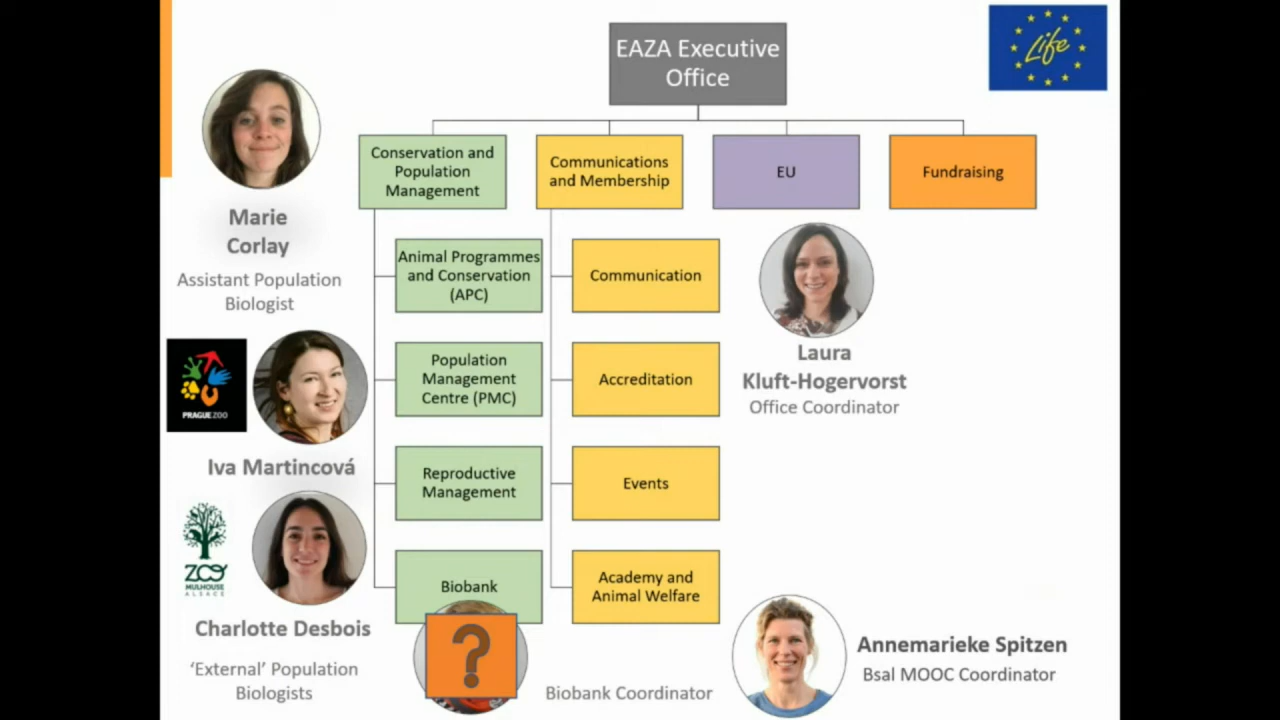 EAZA Executive
Office
Life
Conservation and
Population
Management
Communications
and Membership
EU
Fundraising
Marie
Corlay
Assistant Population
Biologist
Animal Programmes
and Conservation
(APC)
Communication
Laura
Kluft-Hogervorst
Office Coordinator
PRAGUE ZOO
Iva Martincová
Population
Management
Centre (PMC)
Accreditation
Reproductive
Management
Events
ZOO
MULHOUSE
ALSACE
Charlotte Desbois
‘External’ Population
Biologists
Biobank
Academy and
Animal Welfare
?
Biobank Coordinator
Annemarieke Spitzen
Bsal MOOC Coordinator